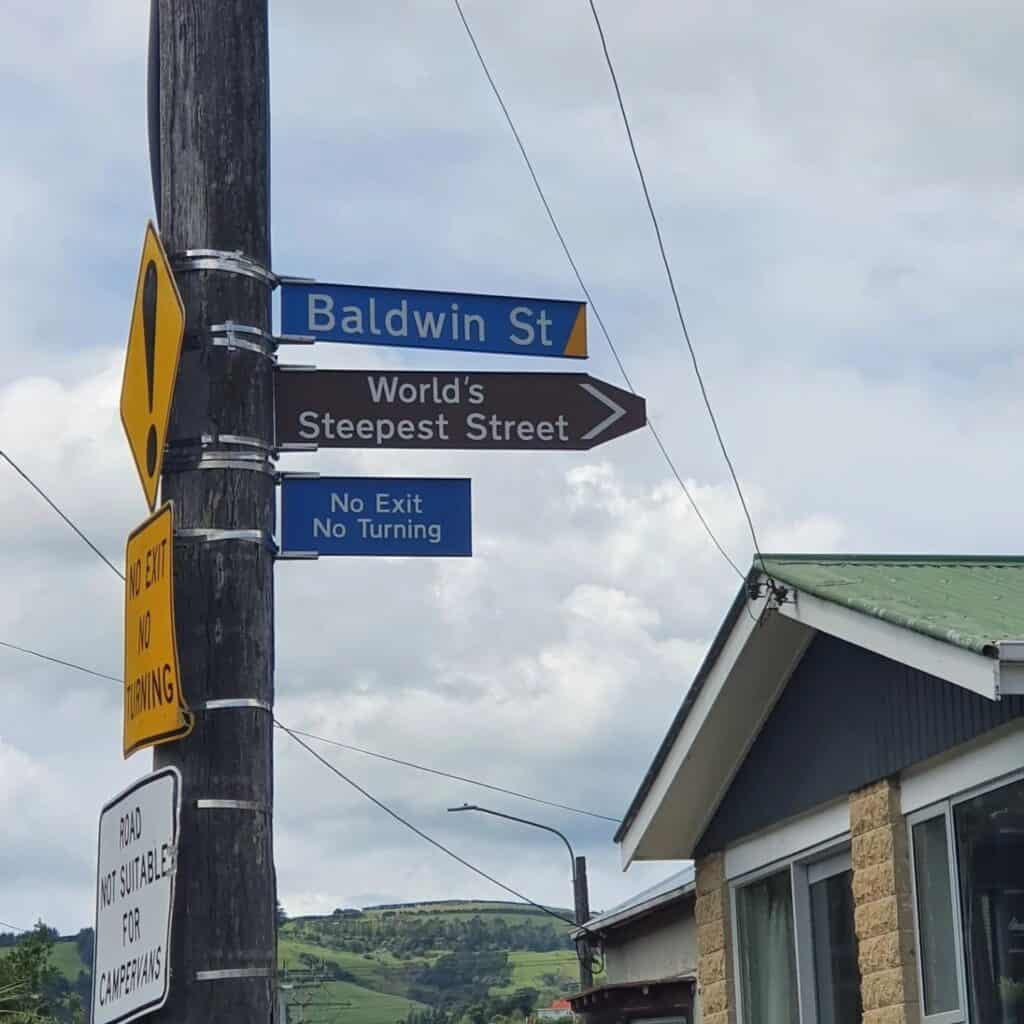 Baldwin St
World's
Steepest Street
No Exit
No Turning
NO EXIT
NO
TURNING
ROAD
NOT SUITABLE
FOR
CAMPERVANS